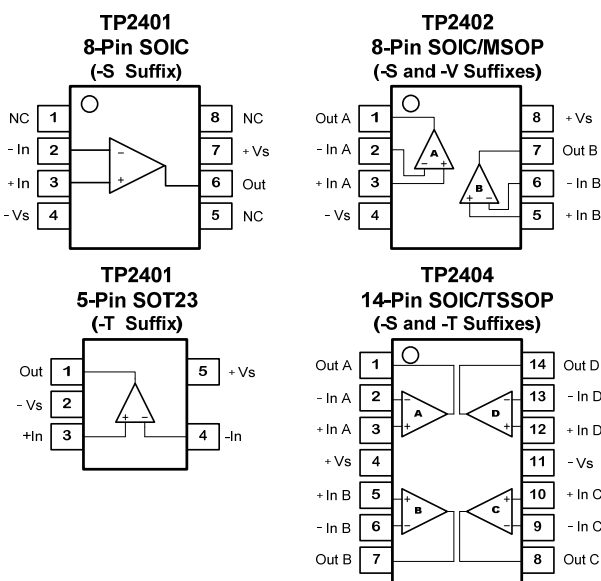 TP2401
8-Pin SOIC
(-S Suffix)
NC 1 8 NC
- In 2 - 7 + Vs
+ In 3 + 6 Out
- Vs 4 5 NC
TP2402
8-Pin SOIC/MSOP
(-S and -V Suffixes)
Out A 1 8 + Vs
- In A 2 A - + 7 Out B
+ In A 3 B 6 - In B
- Vs 4 + - 5 + In B
TP2401
5-Pin SOT23
(-T Suffix)
Out 1 5 + Vs
- Vs 2
+In 3 + - 4 -In
TP2404
14-Pin SOIC/TSSOP
(-S and -T Suffixes)
Out A 1 14 Out D
- In A 2 - A D - 13 - In D
+ In A 3 + + 12 + In D
+ Vs 4 11 - Vs
+ In B 5 + B C + 10 + In C
- In B 6 - - 9 - In C
Out B 7 8 Out C